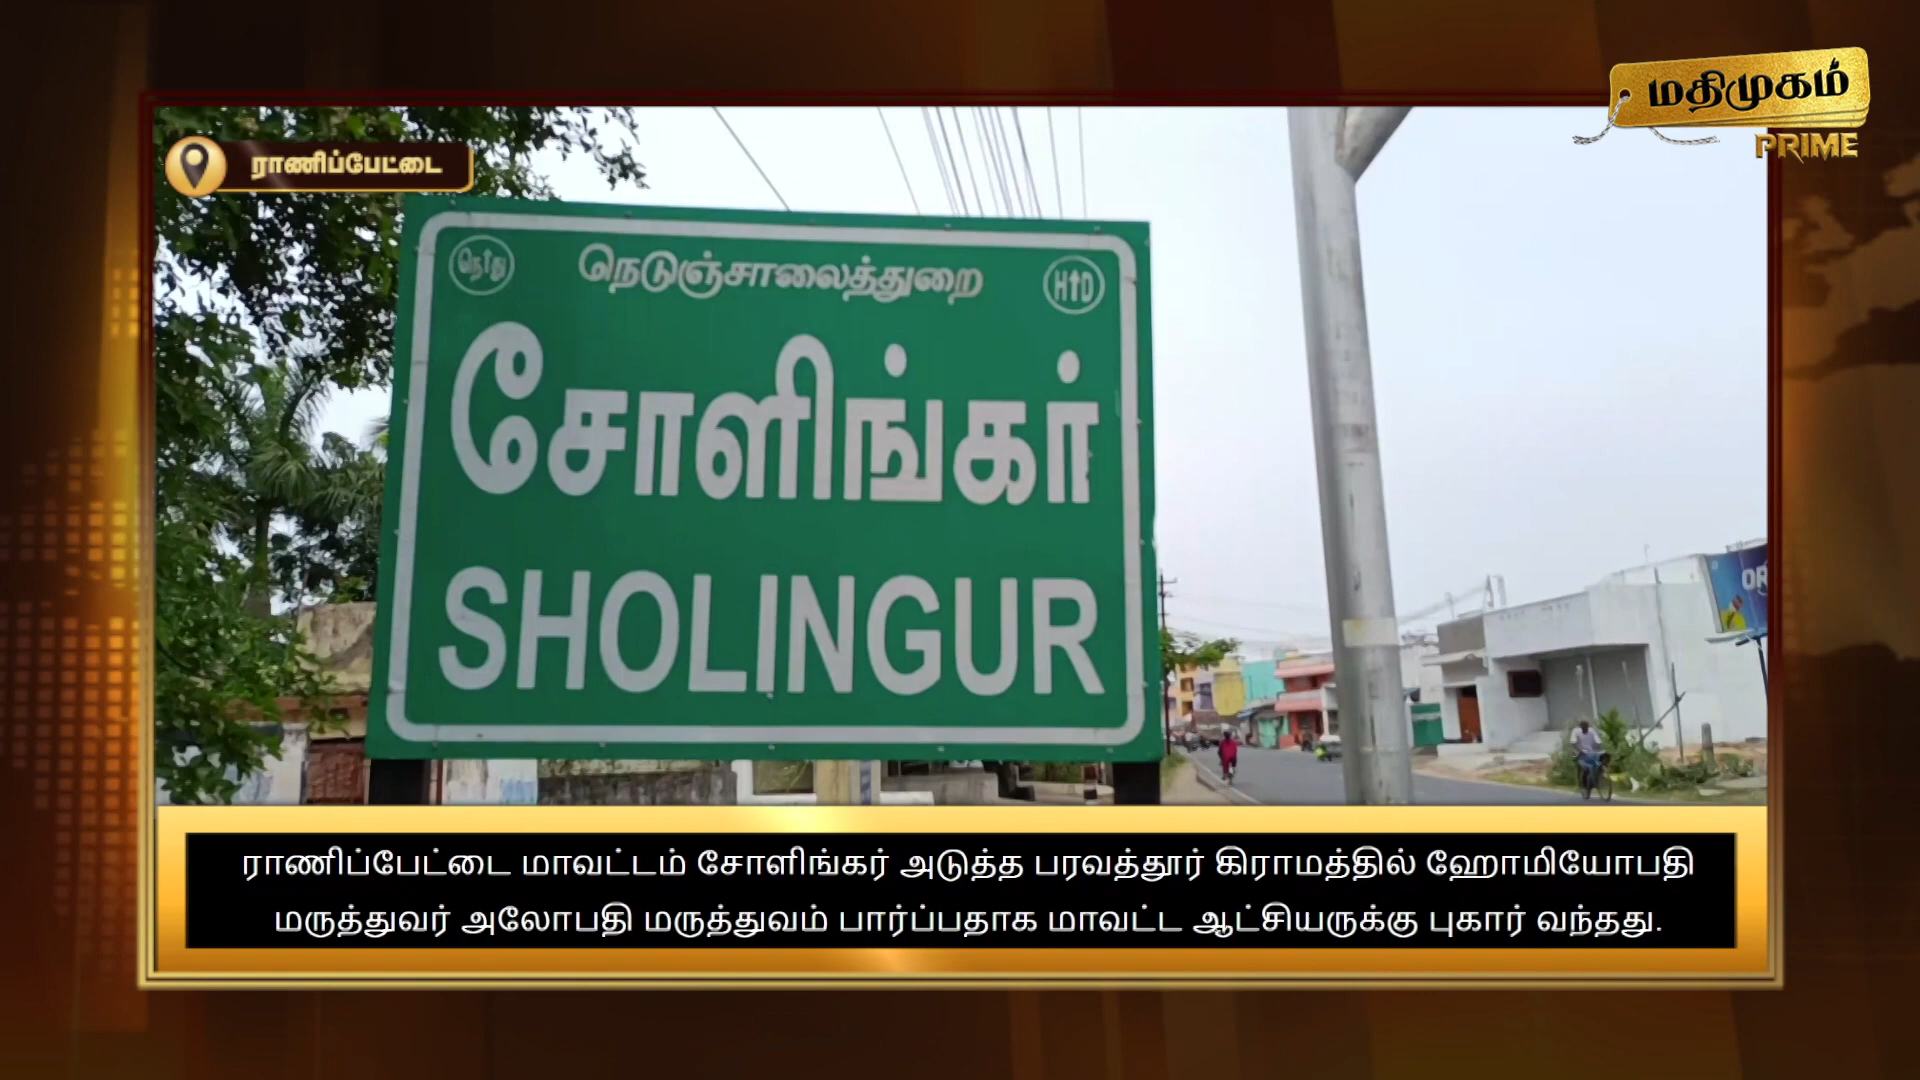 மதிமுகம்
PRIME
ராணிப்பேட்டை
நெடுஞ்சாலைத்துறை
H↑D
சோளிங்கர்
SHOLINGUR
OR
ராணிப்பேட்டை மாவட்டம் சோளிங்கர் அடுத்த பரவத்தூர் கிராமத்தில் ஹோமியோபதி
மருத்துவர் அலோபதி மருத்துவம் பார்ப்பதாக மாவட்ட ஆட்சியருக்கு புகார் வந்தது.